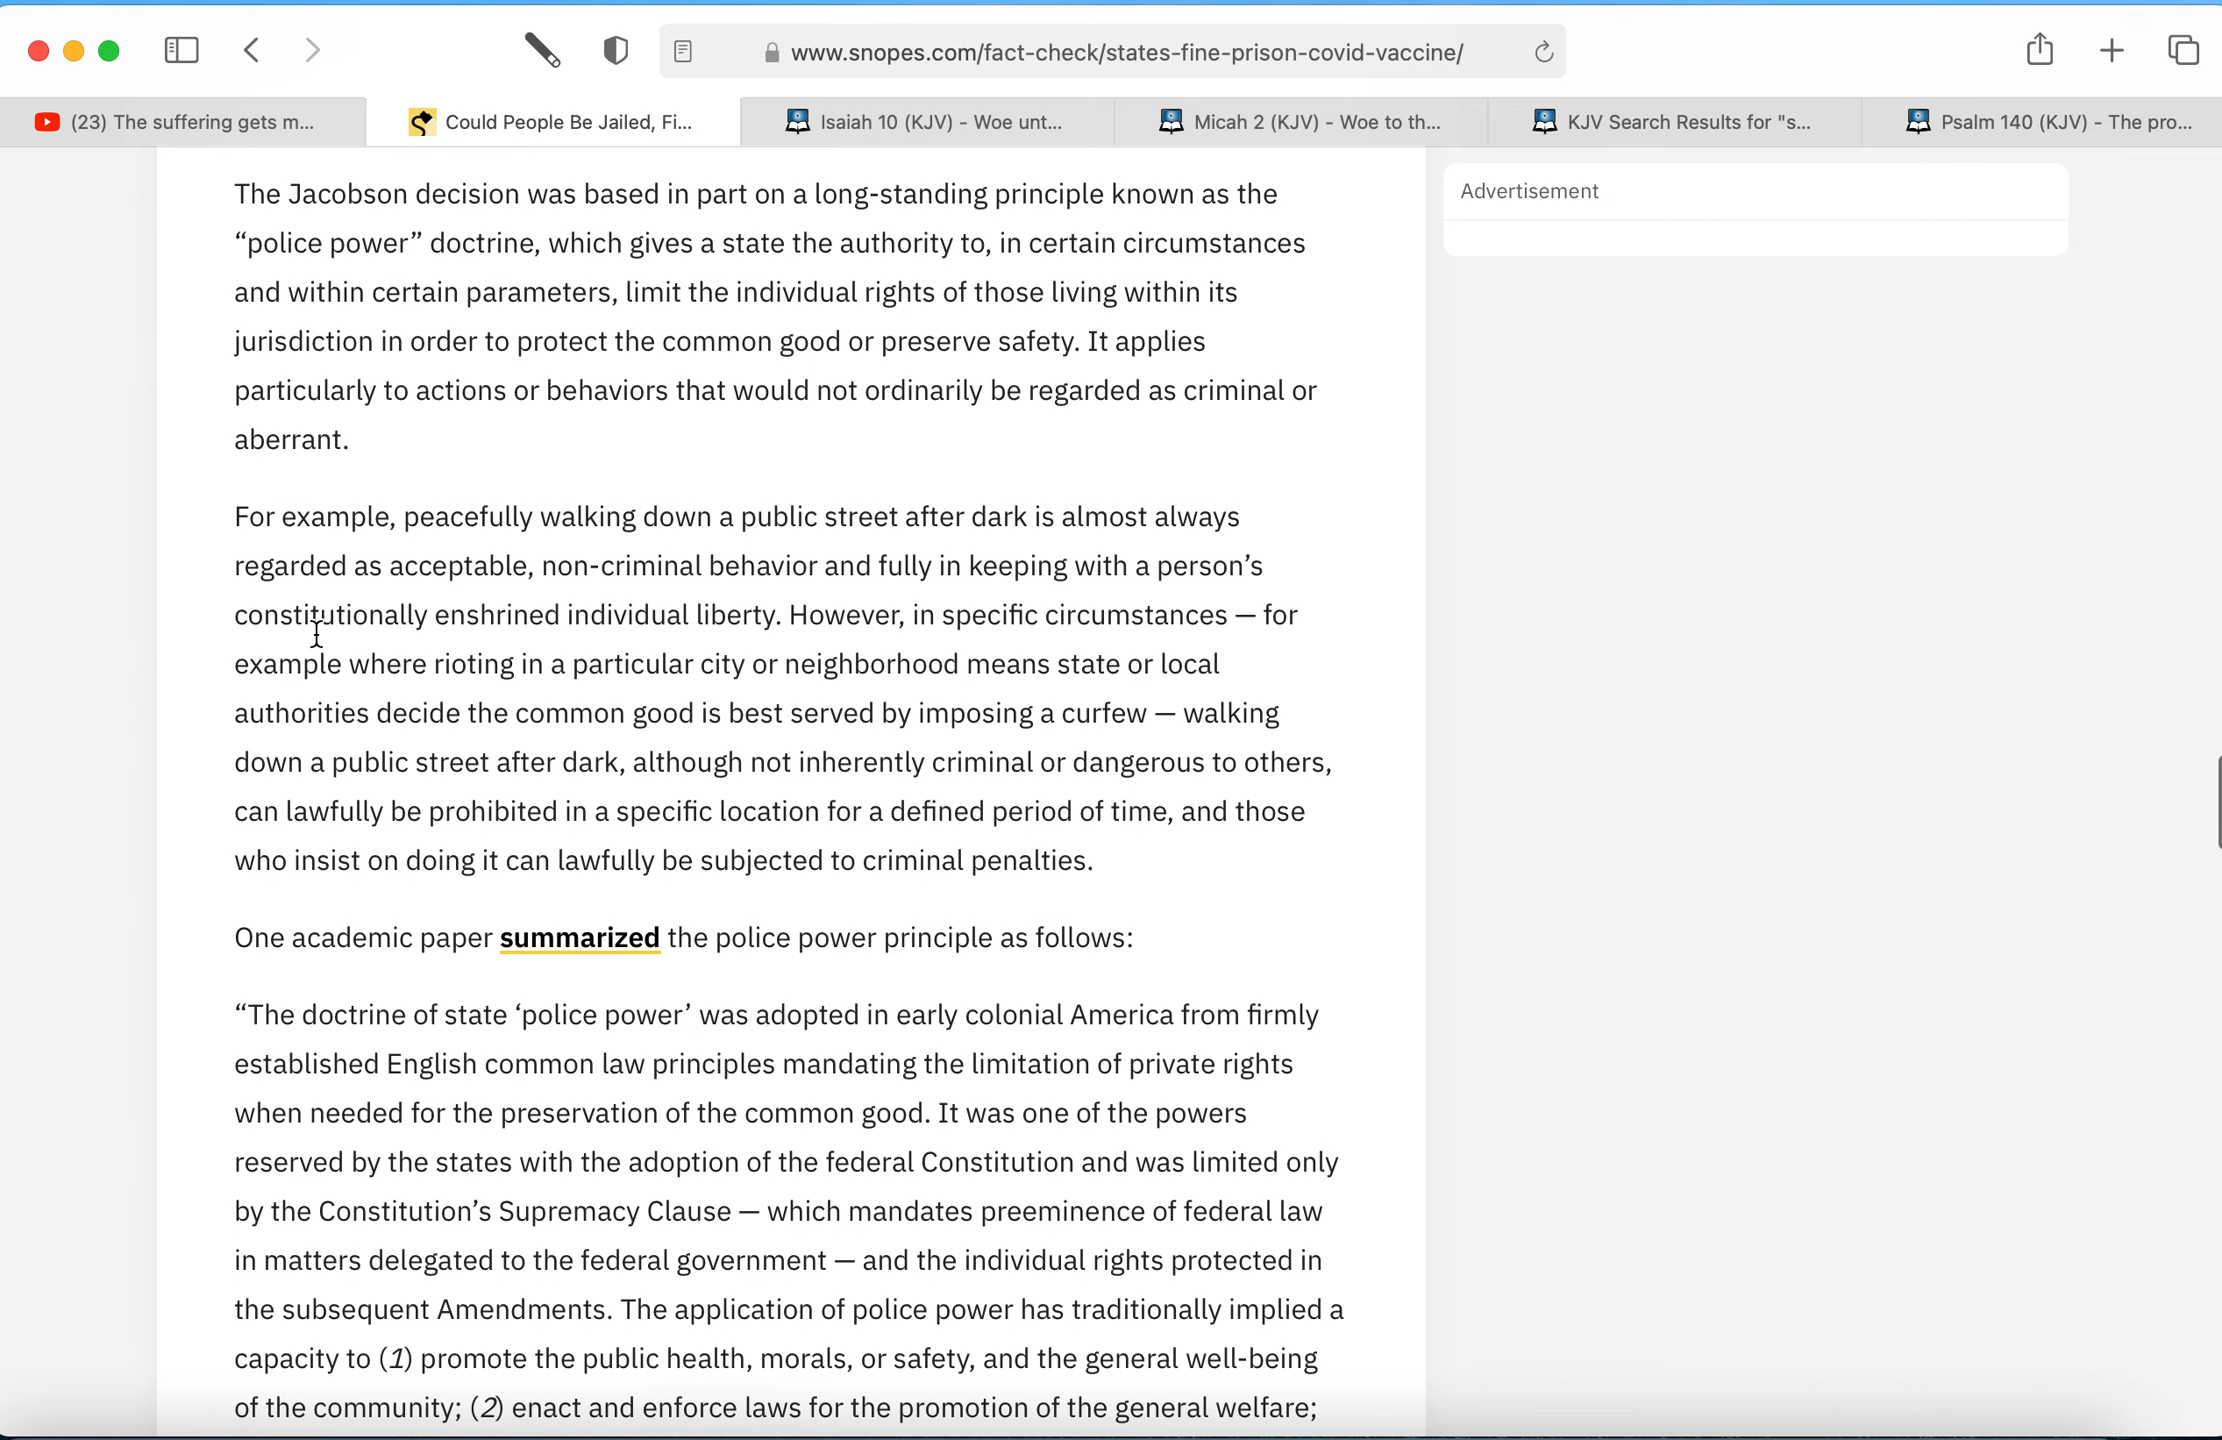 www.snopes.com/fact-check/states-fine-prison-covid-vaccine/
(23) The suffering gets m...
Could People Be Jailed, Fi...
Isaiah 10 (KJV) - Woe unt...
Micah 2 (KJV) - Woe to th...
KJV Search Results for "s...
Psalm 140 (KJV) - The pro...
The Jacobson decision was based in part on a long-standing principle known as the
“police power” doctrine, which gives a state the authority to, in certain circumstances
and within certain parameters, limit the individual rights of those living within its
jurisdiction in order to protect the common good or preserve safety. It applies
particularly to actions or behaviors that would not ordinarily be regarded as criminal or
aberrant.
For example, peacefully walking down a public street after dark is almost always
regarded as acceptable, non-criminal behavior and fully in keeping with a person’s
constitutionally enshrined individual liberty. However, in specific circumstances — for
example where rioting in a particular city or neighborhood means state or local
authorities decide the common good is best served by imposing a curfew — walking
down a public street after dark, although not inherently criminal or dangerous to others,
can lawfully be prohibited in a specific location for a defined period of time, and those
who insist on doing it can lawfully be subjected to criminal penalties.
One academic paper summarized the police power principle as follows:
“The doctrine of state ‘police power’ was adopted in early colonial America from firmly
established English common law principles mandating the limitation of private rights
when needed for the preservation of the common good. It was one of the powers
reserved by the states with the adoption of the federal Constitution and was limited only
by the Constitution’s Supremacy Clause — which mandates preeminence of federal law
in matters delegated to the federal government — and the individual rights protected in
the subsequent Amendments. The application of police power has traditionally implied a
capacity to (1) promote the public health, morals, or safety, and the general well-being
of the community; (2) enact and enforce laws for the promotion of the general welfare;
Advertisement